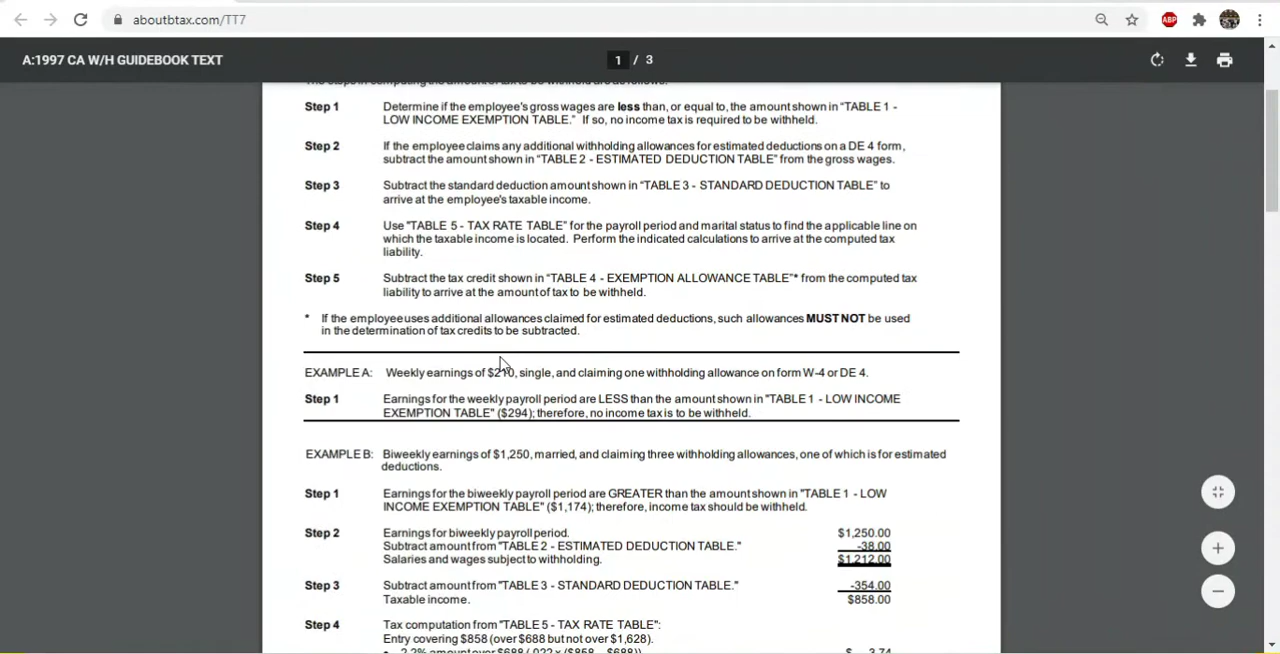 aboutbtax.com/TT7
ABP
A:1997 CA W/H GUIDEBOOK TEXT
1 / 3
Step 1 Determine if the employee's gross wages are less than, or equal to, the amount shown in "TABLE 1 -
LOW INCOME EXEMPTION TABLE." If so, no income tax is required to be withheld.
Step 2 If the employee claims any additional withholding allowances for estimated deductions on a DE 4 form,
subtract the amount shown in "TABLE 2 - ESTIMATED DEDUCTION TABLE" from the gross wages.
Step 3 Subtract the standard deduction amount shown in "TABLE 3 - STANDARD DEDUCTION TABLE" to
arrive at the employee's taxable income.
Step 4 Use "TABLE 5 - TAX RATE TABLE" for the payroll period and marital status to find the applicable line on
which the taxable income is located. Perform the indicated calculations to arrive at the computed tax
liability.
Step 5 Subtract the tax credit shown in "TABLE 4 - EXEMPTION ALLOWANCE TABLE"* from the computed tax
liability to arrive at the amount of tax to be withheld.
* If the employee uses additional allowances claimed for estimated deductions, such allowances MUST NOT be used
in the determination of tax credits to be subtracted.
EXAMPLE A: Weekly earnings of $210, single, and claiming one withholding allowance on form W-4 or DE 4.
Step 1 Earnings for the weekly payroll period are LESS than the amount shown in "TABLE 1 - LOW INCOME
EXEMPTION TABLE" ($294); therefore, no income tax is to be withheld.
EXAMPLE B: Biweekly earnings of $1,250, married, and claiming three withholding allowances, one of which is for estimated
deductions.
Step 1 Earnings for the biweekly payroll period are GREATER than the amount shown in "TABLE 1 - LOW
INCOME EXEMPTION TABLE" ($1,174); therefore, income tax should be withheld.
Step 2 Earnings for biweekly payroll period. $1,250.00
Subtract amount from "TABLE 2 - ESTIMATED DEDUCTION TABLE." -38.00
Salaries and wages subject to withholding. $1,212.00
Step 3 Subtract amount from "TABLE 3 - STANDARD DEDUCTION TABLE." -354.00
Taxable income. $858.00
Step 4 Tax computation from "TABLE 5 - TAX RATE TABLE":
Entry covering $858 (over $688 but not over $1,628).
2.2% amount over $688 (.022 x ($858 - $688)) $ 3.74